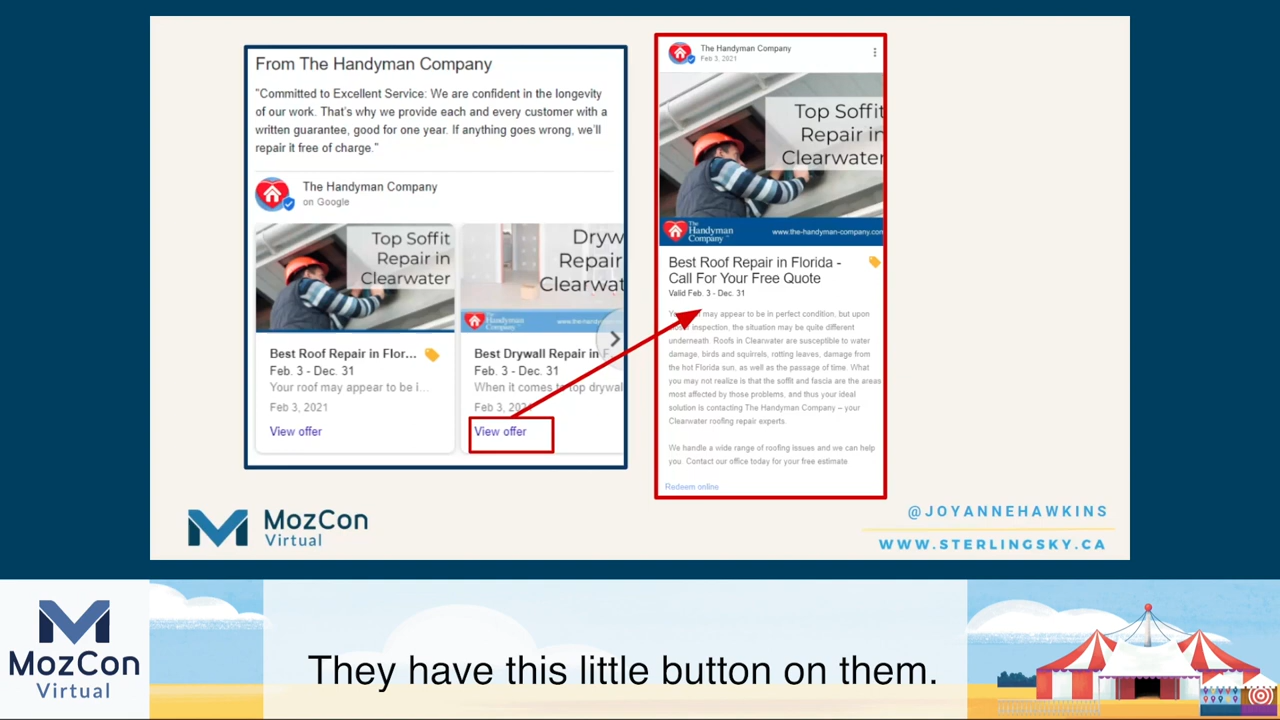 From The Handyman Company
"Committed to Excellent Service: We are confident in the longevity
of our work. That's why we provide each and every customer with a
written guarantee, good for one year. If anything goes wrong, we'll
repair it free of charge."
The Handyman Company
on Google
Top Soffit
Repair in
Clearwater
Best Roof Repair in Flor...
Feb. 3 - Dec. 31
Your roof may appear to be i...
Feb 3, 2021
View offer
Dryw
Repair
Clearwat
The
Handyman
Company
Best Drywall Repair in F
Feb. 3 - Dec. 31
When it comes to top drywal
Feb 3, 202
View offer
The Handyman Company
Feb 3, 2021
Top Soffit
Repair in
Clearwater
The
Handyman
Company
www.the-handyman-company.com
Best Roof Repair in Florida -
Call For Your Free Quote
Valid Feb. 3 - Dec. 31
may appear to be in perfect condition, but upon
inspection, the situation may be quite different
underneath. Roofs in Clearwater are susceptible to water
damage, birds and squirrels, rotting leaves, damage from
the hot Florida sun, as well as the passage of time. What
you may not realize is that the soffit and fascia are the areas
most affected by those problems, and thus your ideal
solution is contacting The Handyman Company – your
Clearwater roofing repair experts.
We handle a wide range of roofing issues and we can help
you. Contact our office today for your free estimate
Redeem online
MozCon
Virtual
@JOYANNEHAWKINS
WWW.STERLINGSKY.CA
MozCon
Virtual
They have this little button on them.